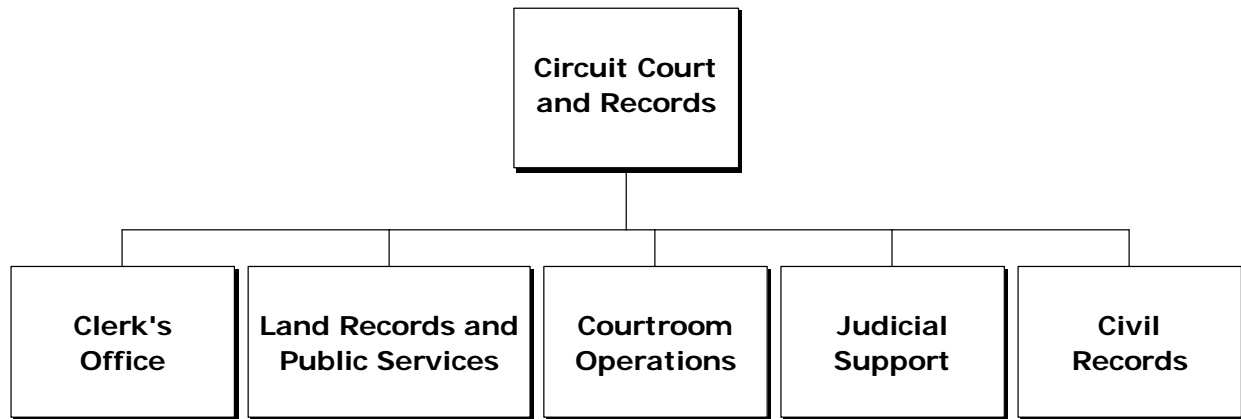 Circuit Court
and Records
Clerk's
Office
Land Records and
Public Services
Courtroom
Operations
Judicial
Support
Civil
Records